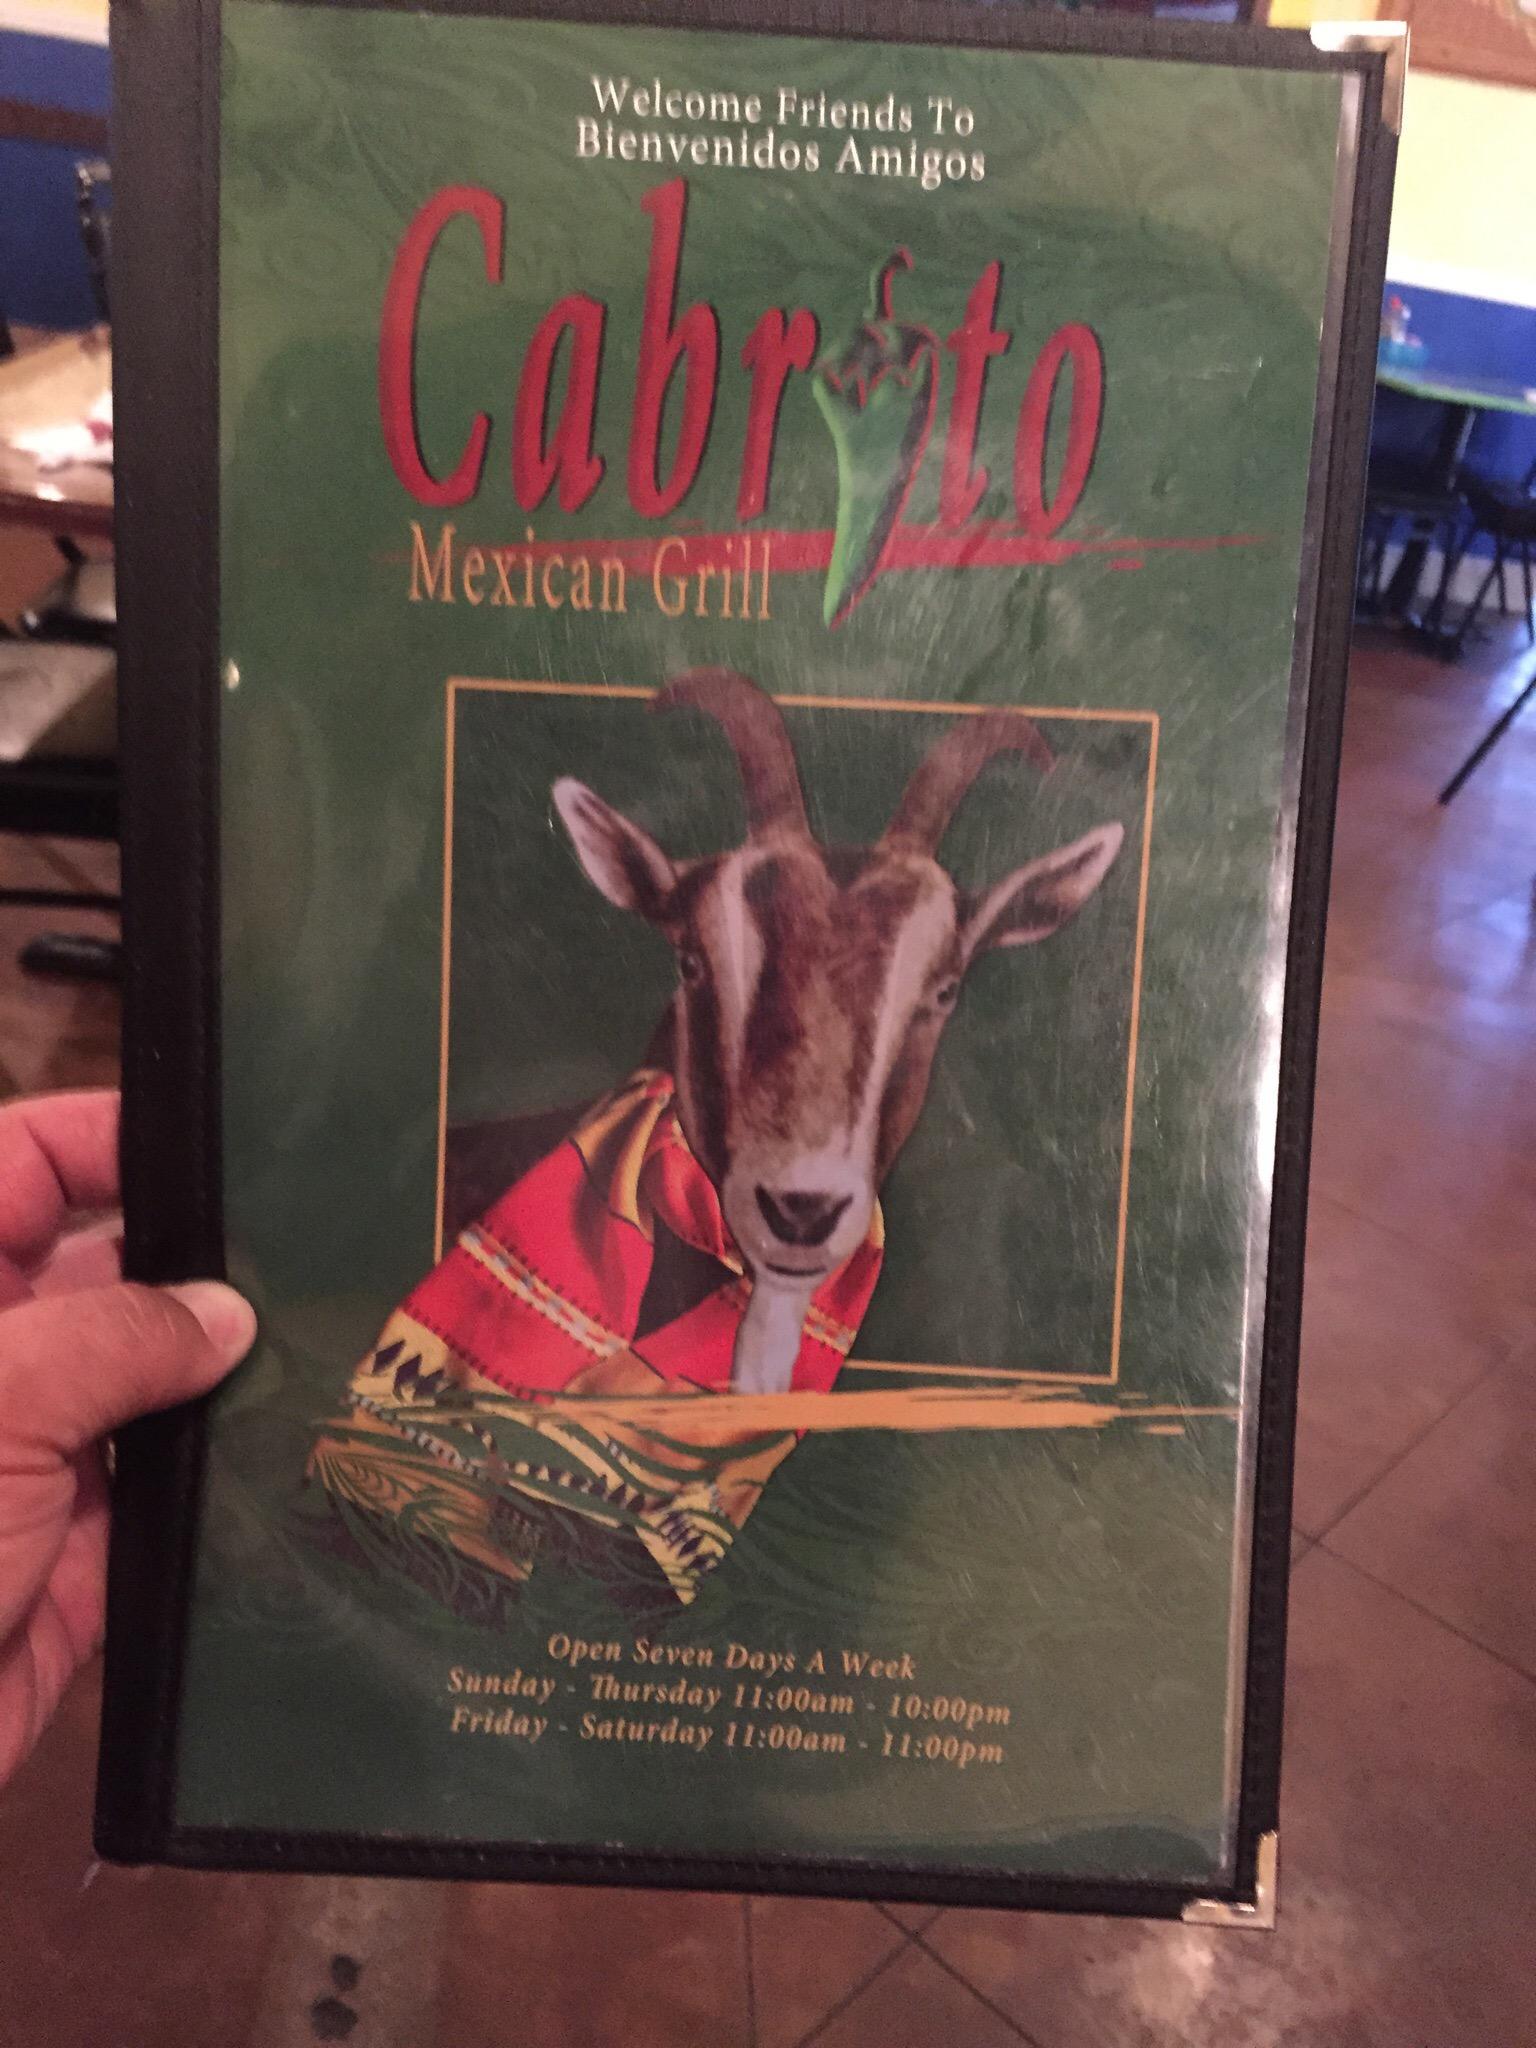 Welcome Friends To
Bienvenidos Amigos
Cabrito
Mexican Grill
Open Seven Days A Week
Sunday - Thursday 11:00am - 10:00pm
Friday - Saturday 11:00am - 11:00pm